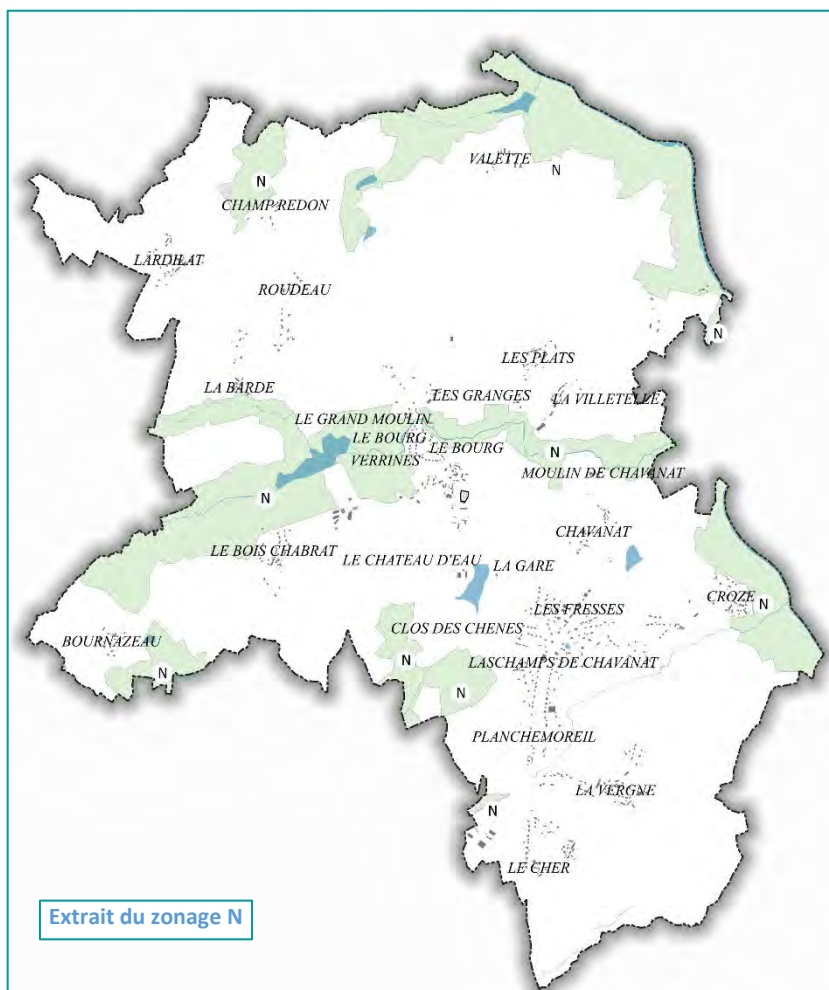 VALETTE
N
N
CHAMP REDON
LARDILAT
ROUDEAU
N
LES PLATS
LA BARDE
LES GRANGES
LA VILLETELLE
LE GRAND MOULIN
LE BOURG
LE BOURG
VERRINES
N
MOULIN DE CHAVANAT
N
CHAVANAT
LE BOIS CHABRAT
LE CHATEAU D'EAU
LA GARE
CROZE
N
LES FRESSES
CLOS DES CHENES
BOURNAZEAU
N
LASCHAMPS DE CHAVANAT
N
N
PLANCHEMOREIL
LA VERGNE
N
LE CHER
Extrait du zonage N